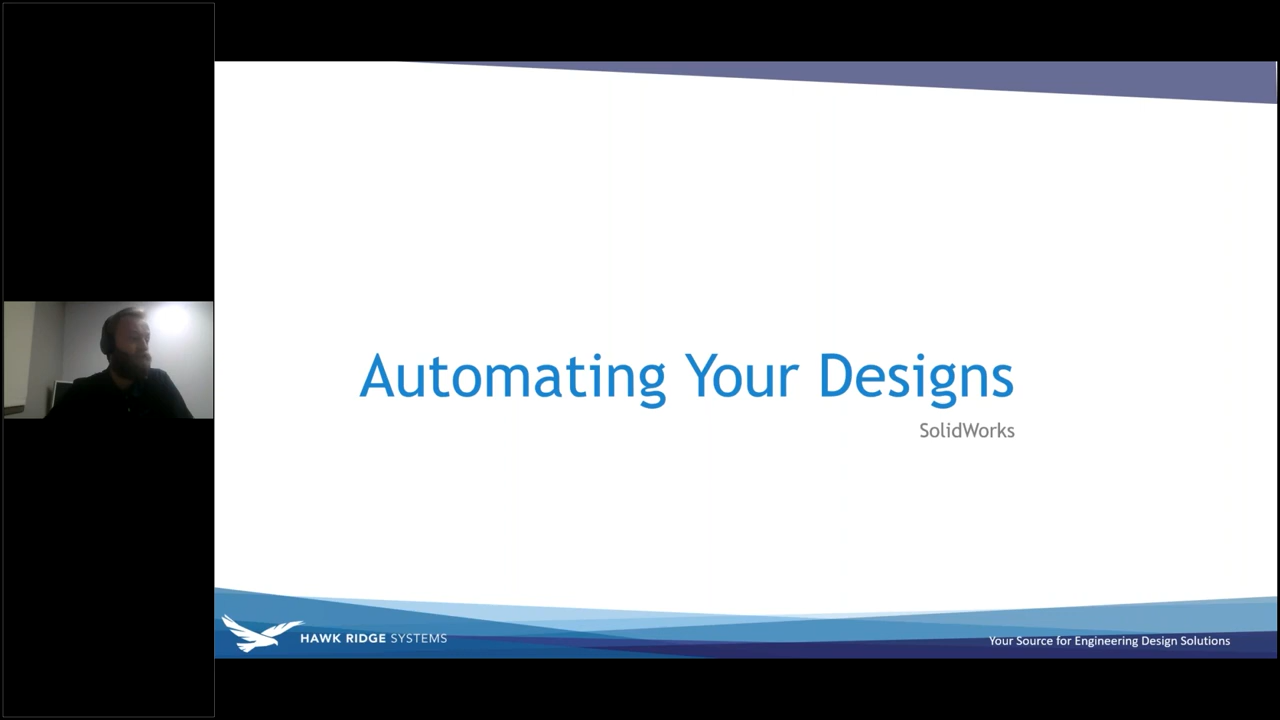 Automating Your Designs
SolidWorks
HAWK RIDGE SYSTEMS
Your Source for Engineering Design Solutions